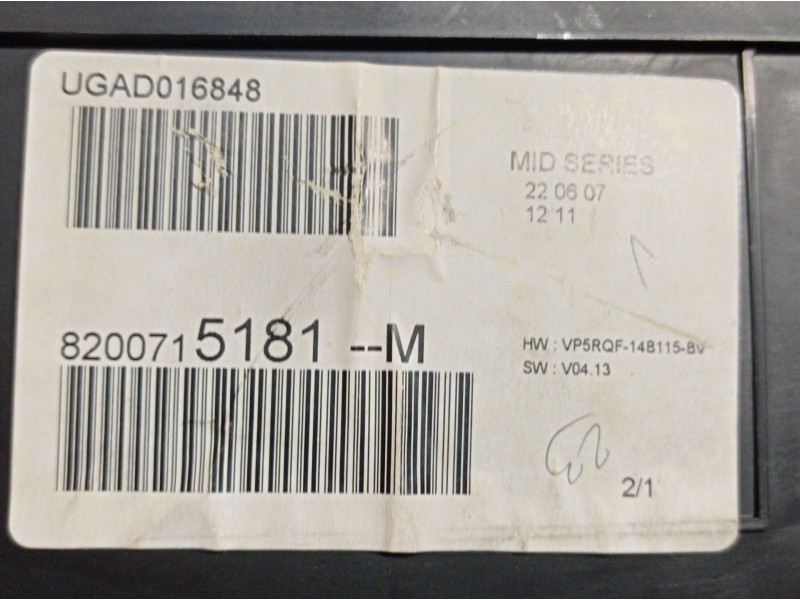 UGAD016848
MID SERIES
22 06 07
12 11
8200715181 --M
HW : VP5RQF-14B115-BV
SW : V04.13
2/1